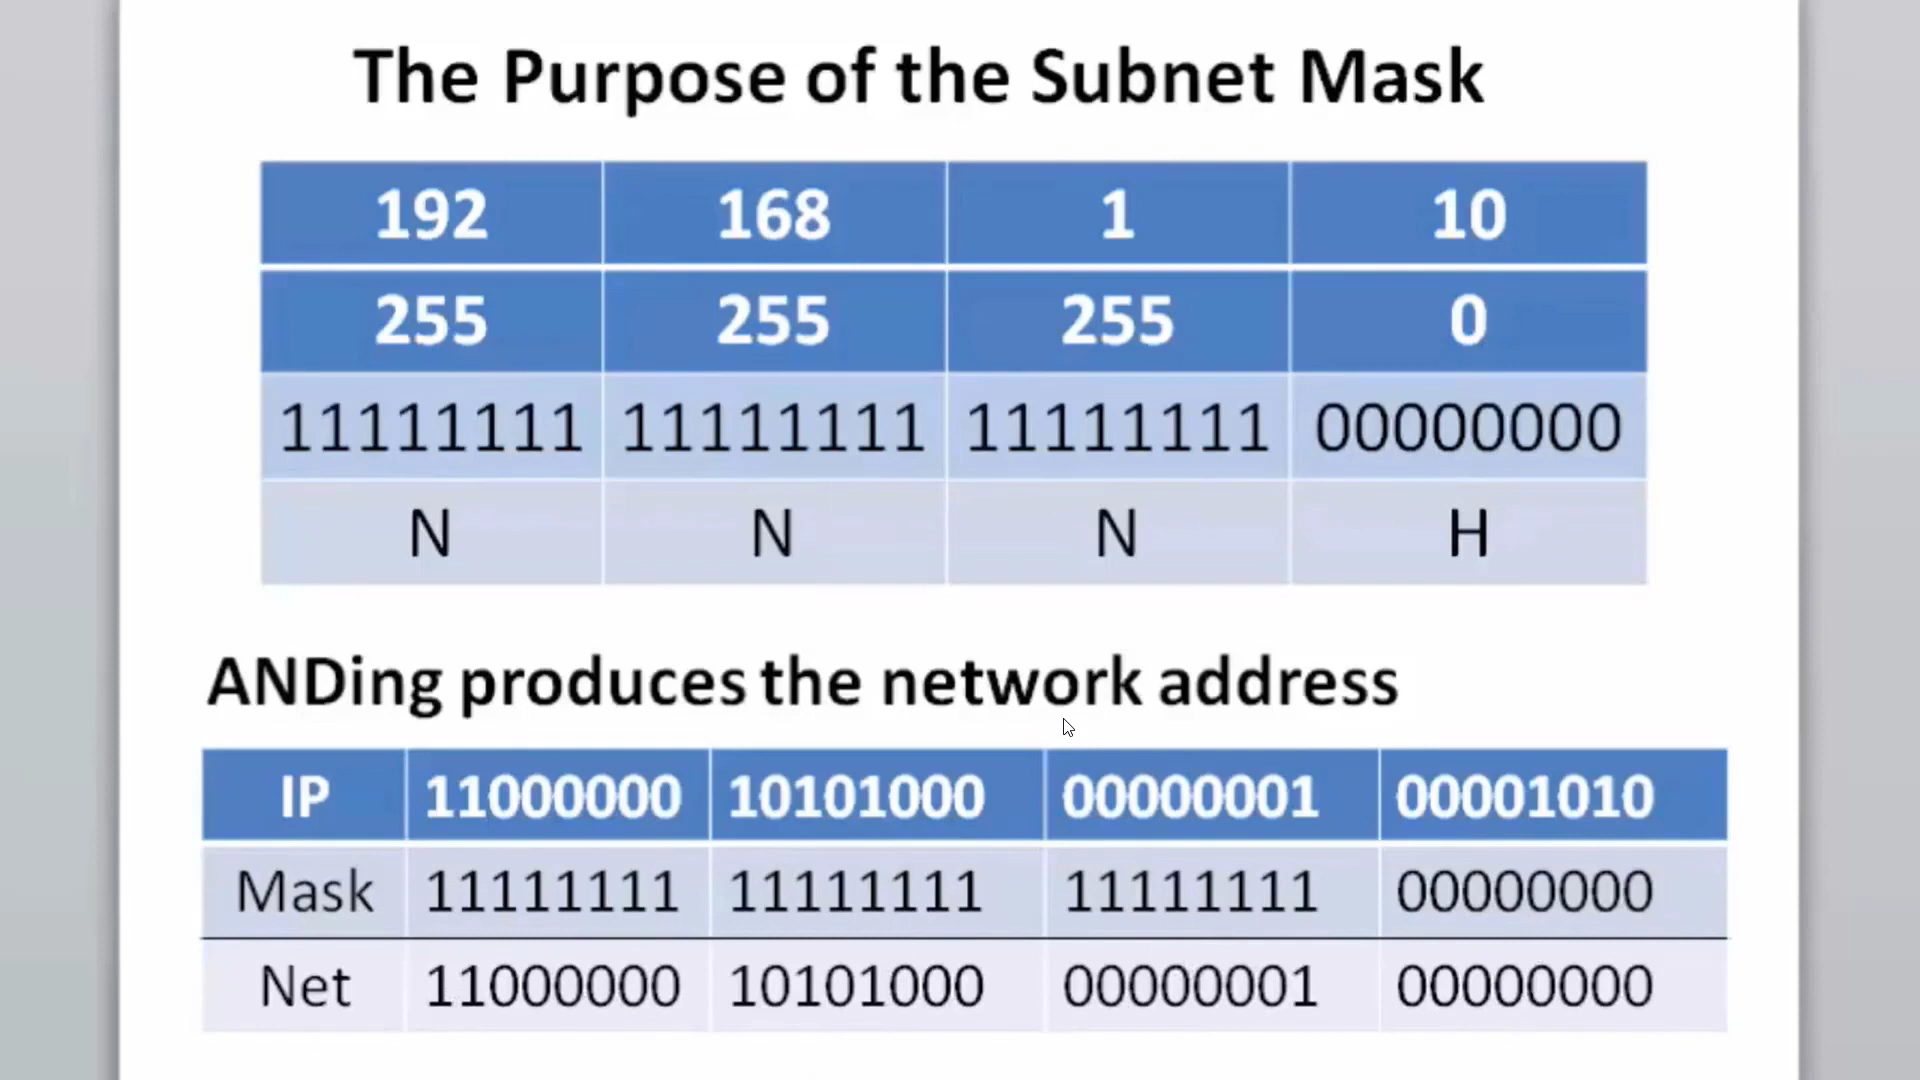 The Purpose of the Subnet Mask
192 168 1 10
255 255 255 0
11111111 11111111 11111111 00000000
N N N H
ANDing produces the network address
IP 11000000 10101000 00000001 00001010
Mask 11111111 11111111 11111111 00000000
Net 11000000 10101000 00000001 00000000